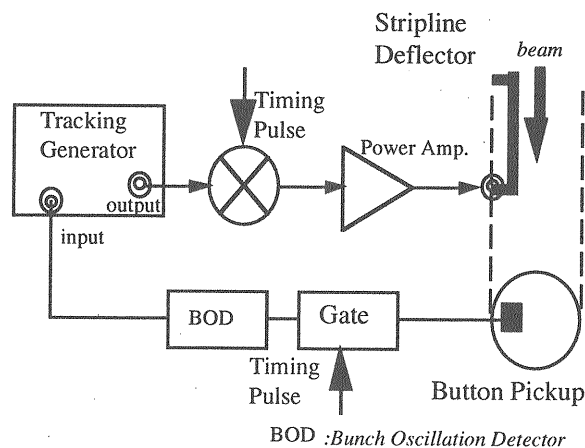 Stripline
Deflector
beam
Timing
Pulse
Tracking
Generator
Power Amp.
output
input
BOD
Gate
Timing
Pulse
Button Pickup
BOD :Bunch Oscillation Detector